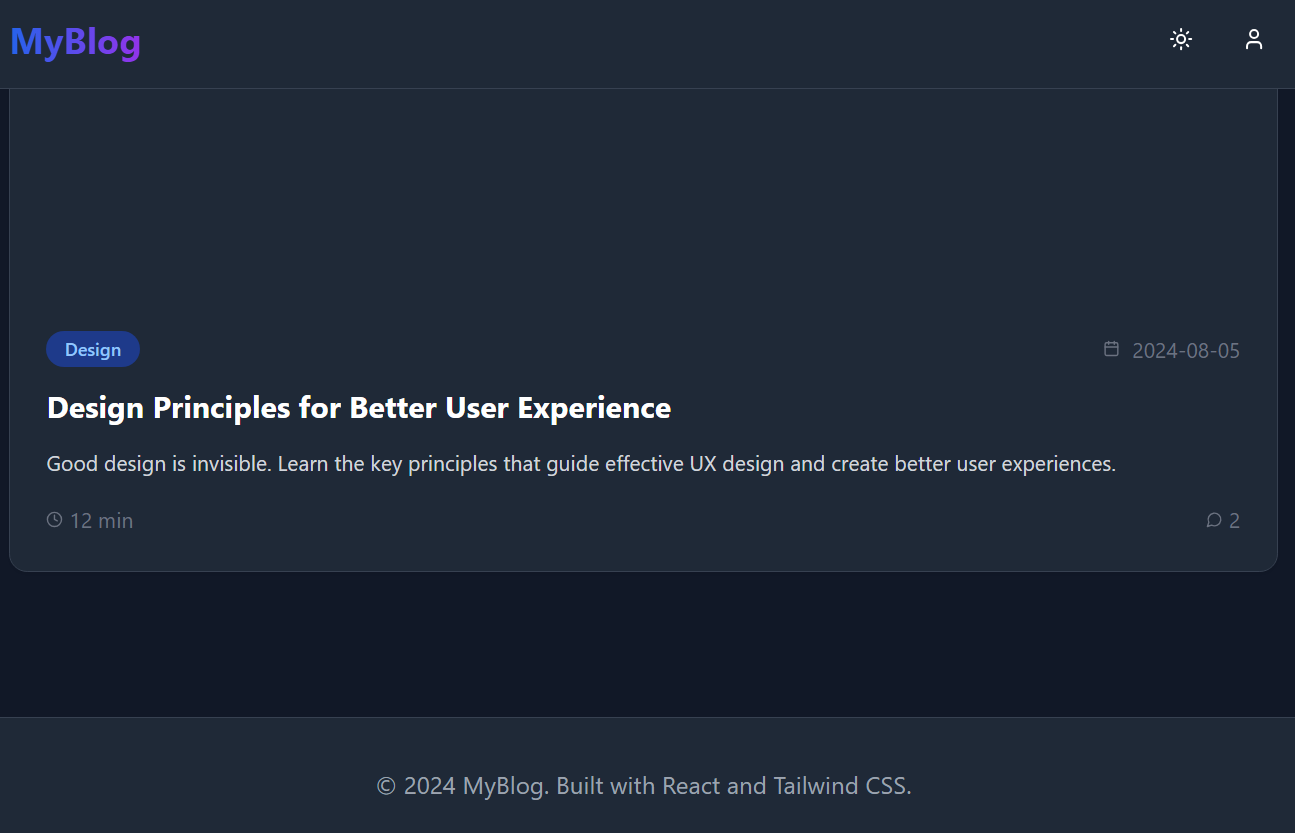 MyBlog
Design
2024-08-05
Design Principles for Better User Experience
Good design is invisible. Learn the key principles that guide effective UX design and create better user experiences.
12 min
2
© 2024 MyBlog. Built with React and Tailwind CSS.